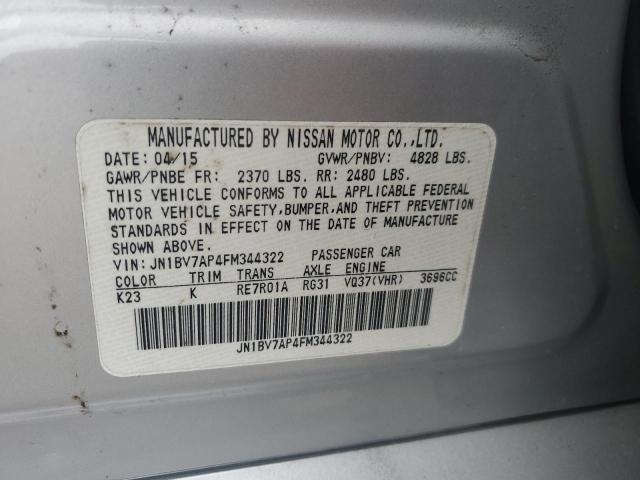 MANUFACTURED BY NISSAN MOTOR CO.,LTD.
DATE: 04/15 GVWR/PNBV: 4828 LBS.
GAWR/PNBE FR: 2370 LBS. RR: 2480 LBS.
THIS VEHICLE CONFORMS TO ALL APPLICABLE FEDERAL
MOTOR VEHICLE SAFETY,BUMPER,AND THEFT PREVENTION
STANDARDS IN EFFECT ON THE DATE OF MANUFACTURE
SHOWN ABOVE.
VIN: JN1BV7AP4FM344322 PASSENGER CAR
COLOR TRIM TRANS AXLE ENGINE
K23 K RE7R01A RG31 VQ37(VHR) 3696CC
JN1BV7AP4FM344322